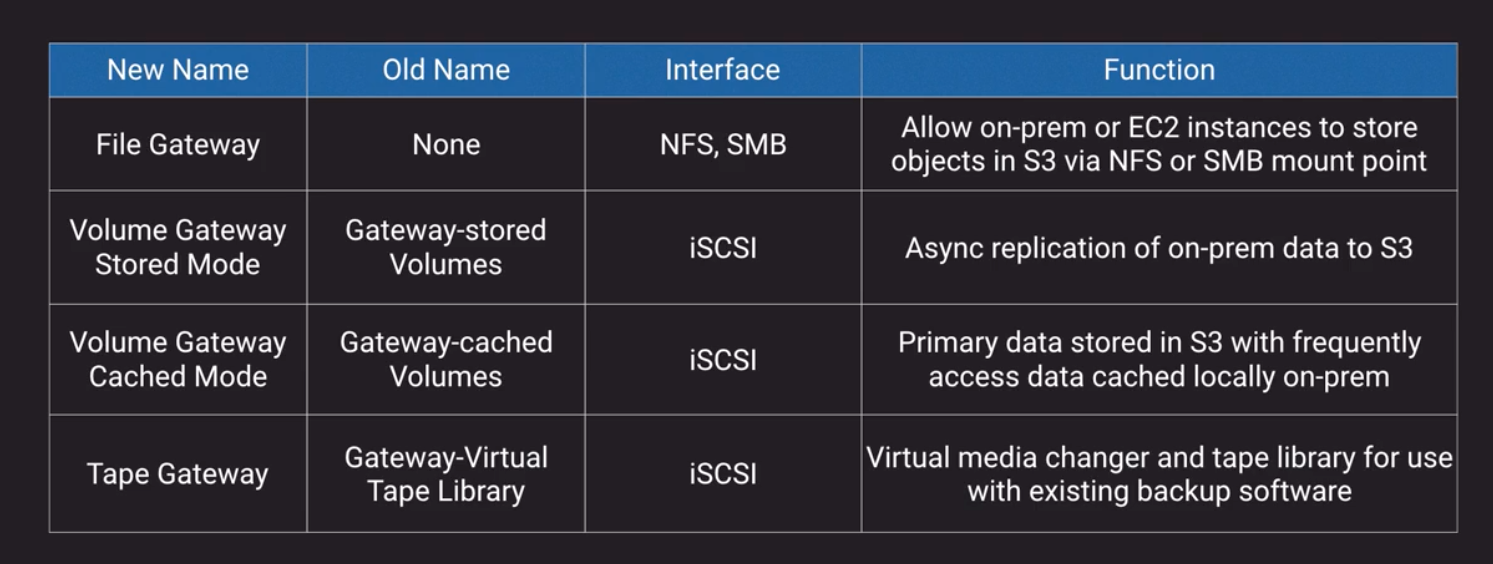 New Name
Old Name
Interface
Function
File Gateway
None
NFS, SMB
Allow on-prem or EC2 instances to store
objects in S3 via NFS or SMB mount point
Volume Gateway
Stored Mode
Gateway-stored
Volumes
iSCSI
Async replication of on-prem data to S3
Volume Gateway
Cached Mode
Gateway-cached
Volumes
iSCSI
Primary data stored in S3 with frequently
access data cached locally on-prem
Tape Gateway
Gateway-Virtual
Tape Library
iSCSI
Virtual media changer and tape library for use
with existing backup software